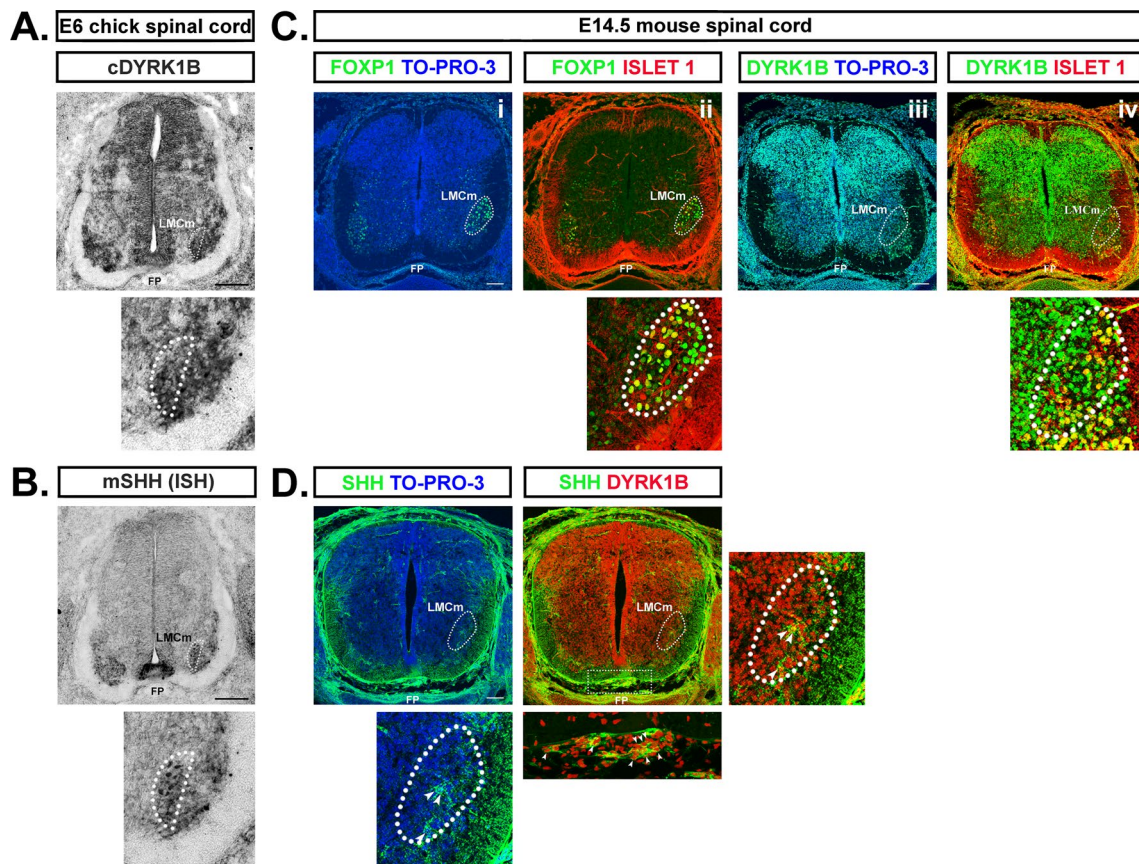 A. E6 chick spinal cord
cDYRK1B
LMCm
FP
B. mSHH (ISH)
LMCm
FP
C. E14.5 mouse spinal cord
FOXP1 TO-PRO-3
i
LMCm
FP
FOXP1 ISLET 1
ii
LMCm
FP
DYRK1B TO-PRO-3
iii
LMCm
FP
DYRK1B ISLET 1
iv
LMCm
FP
D. SHH TO-PRO-3
LMCm
FP
SHH DYRK1B
LMCm
FP